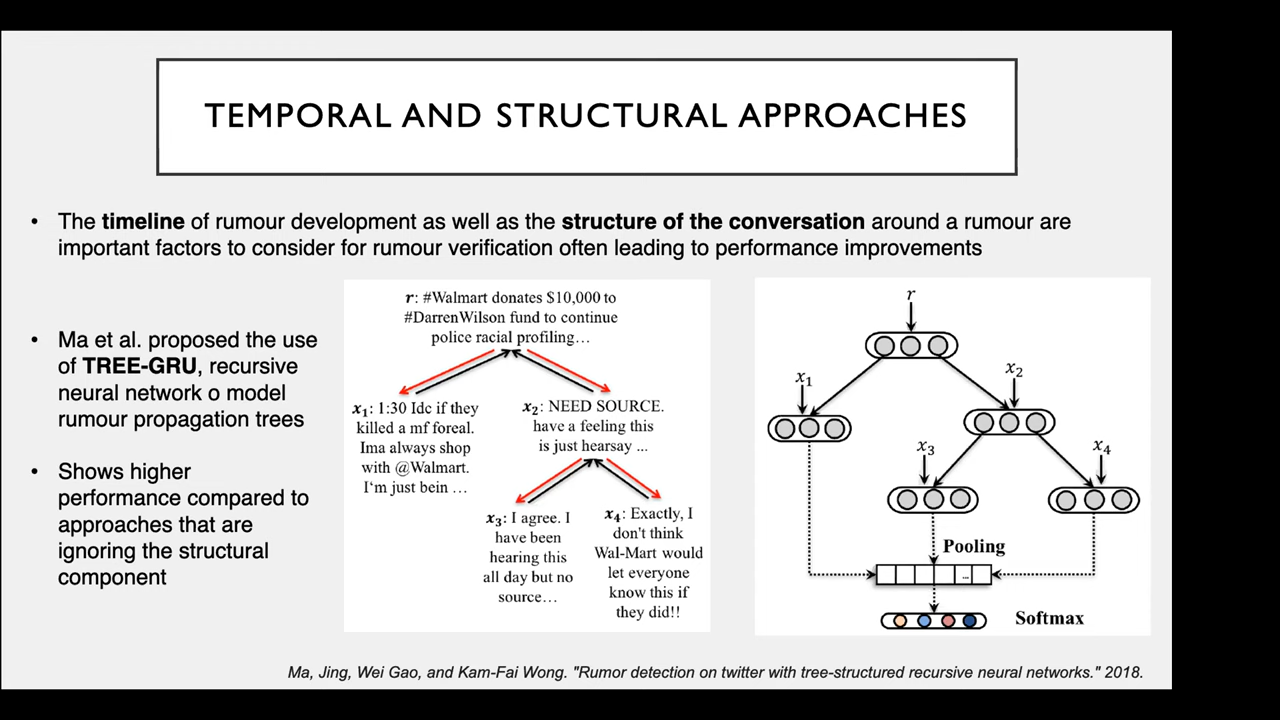 TEMPORAL AND STRUCTURAL APPROACHES
• The timeline of rumour development as well as the structure of the conversation around a rumour are
important factors to consider for rumour verification often leading to performance improvements
• Ma et al. proposed the use
of TREE-GRU, recursive
neural network o model
rumour propagation trees
• Shows higher
performance compared to
approaches that are
ignoring the structural
component
r: #Walmart donates $10,000 to
#DarrenWilson fund to continue
police racial profiling…
x₁: 1:30 Idc if they
killed a mf foreal.
Ima always shop
with @Walmart.
I'm just bein …
x₂: NEED SOURCE.
have a feeling this
is just hearsay ...
x₃: I agree. I
have been
hearing this
all day but no
source…
x₄: Exactly, I
don't think
Wal-Mart would
let everyone
know this if
they did!!
r
x₁
x₂
x₃
x₄
Pooling
...
Softmax
Ma, Jing, Wei Gao, and Kam-Fai Wong. "Rumor detection on twitter with tree-structured recursive neural networks." 2018.